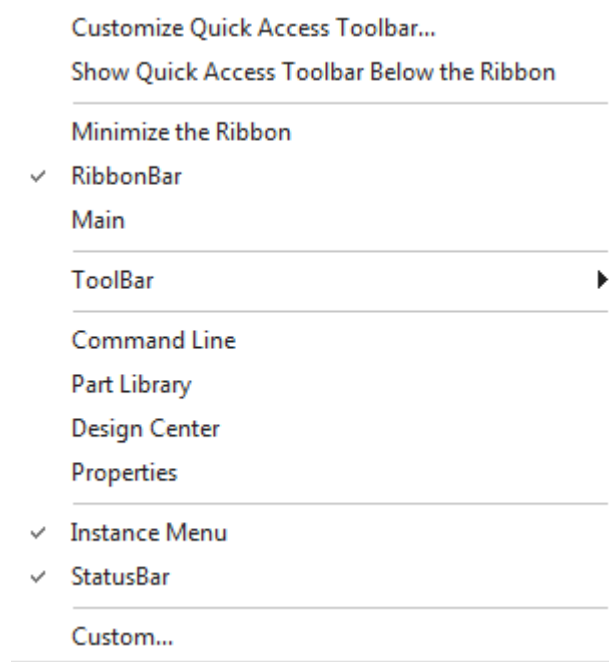 Customize Quick Access Toolbar...
Show Quick Access Toolbar Below the Ribbon
Minimize the Ribbon
RibbonBar
Main
ToolBar
Command Line
Part Library
Design Center
Properties
Instance Menu
StatusBar
Custom...